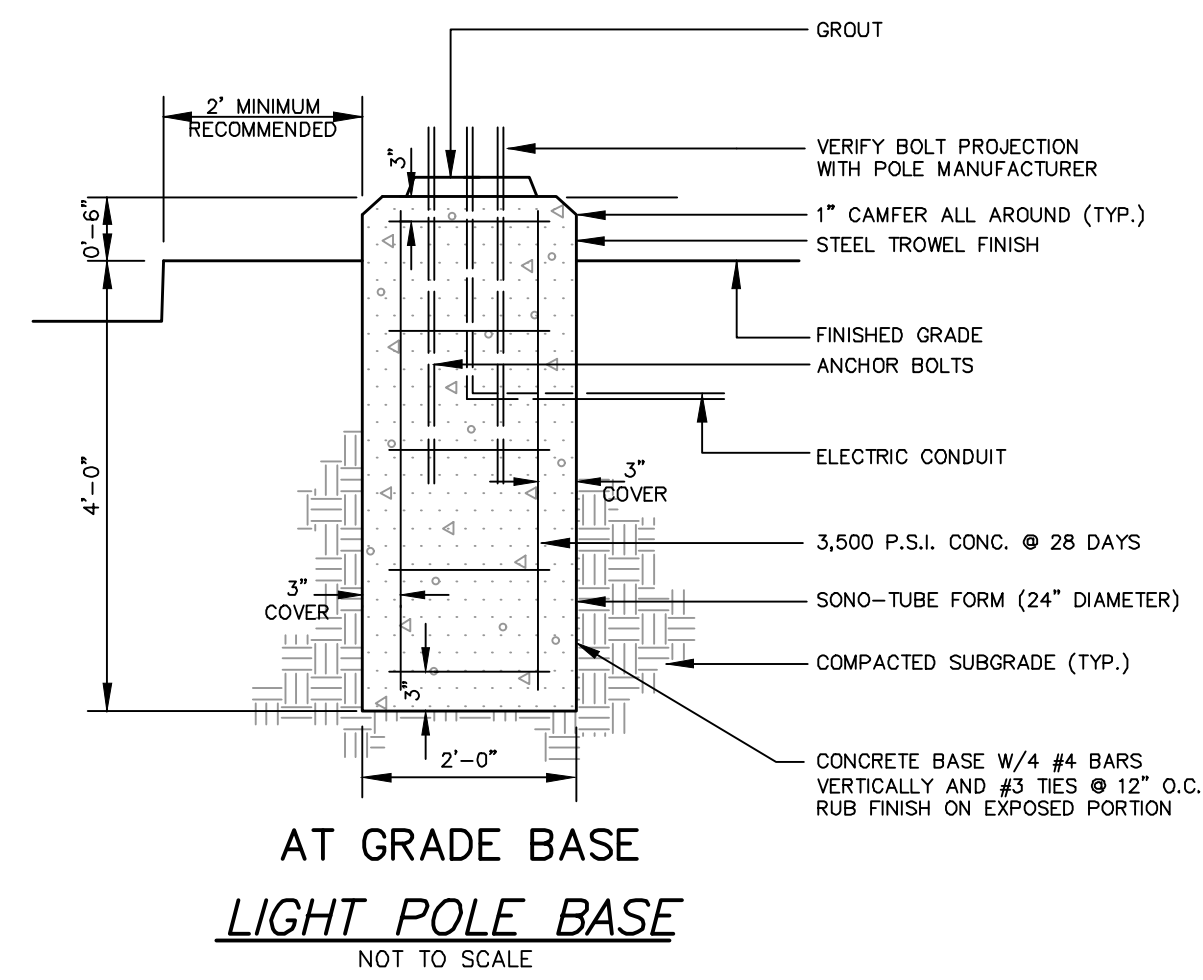 GROUT
2' MINIMUM
RECOMMENDED
3"
VERIFY BOLT PROJECTION
WITH POLE MANUFACTURER
1" CAMFER ALL AROUND (TYP.)
0'-6"
STEEL TROWEL FINISH
FINISHED GRADE
ANCHOR BOLTS
ELECTRIC CONDUIT
4'-0"
3"
COVER
3,500 P.S.I. CONC. @ 28 DAYS
3"
COVER
SONO-TUBE FORM (24" DIAMETER)
COMPACTED SUBGRADE (TYP.)
3"
2'-0"
CONCRETE BASE W/4 #4 BARS
VERTICALLY AND #3 TIES @ 12" O.C.
RUB FINISH ON EXPOSED PORTION
AT GRADE BASE
LIGHT POLE BASE
NOT TO SCALE